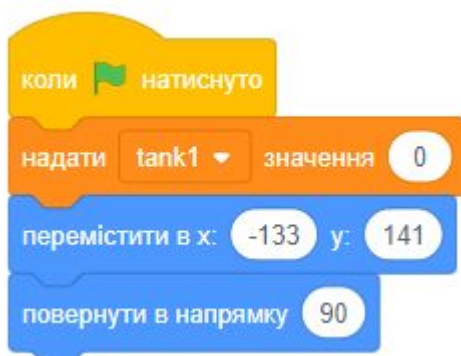 коли натиснуто
надати tank1 значення 0
перемістити в x: -133 y: 141
повернути в напрямку 90